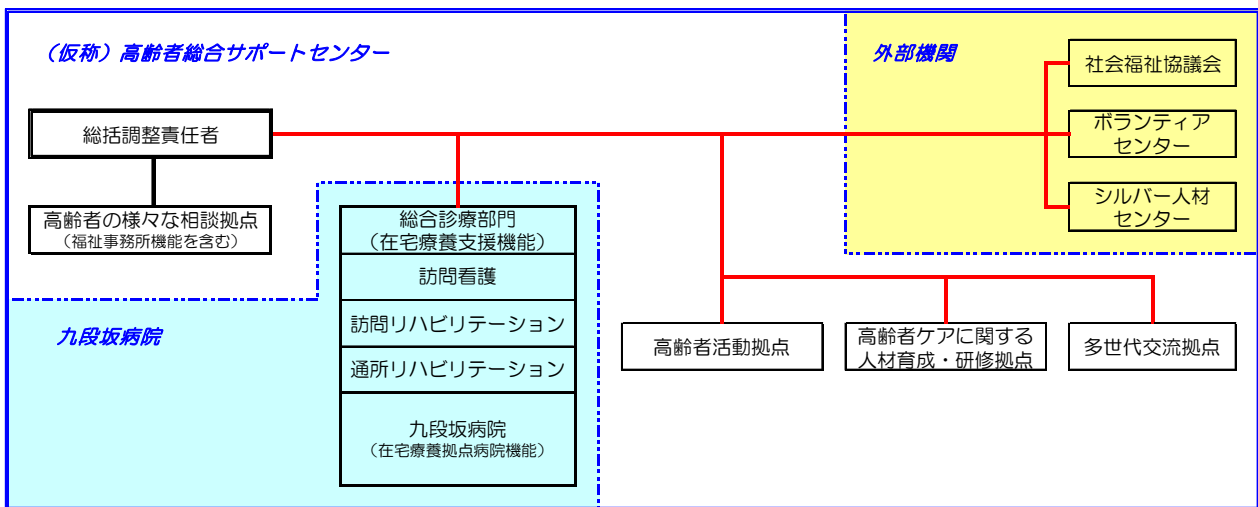 （仮称）高齢者総合サポートセンター
外部機関
社会福祉協議会
総括調整責任者
ボランティア
センター
シルバー人材
センター
高齢者の様々な相談拠点
（福祉事務所機能を含む）
総合診療部門
（在宅療養支援機能）
訪問看護
訪問リハビリテーション
通所リハビリテーション
九段坂病院
（在宅療養拠点病院機能）
九段坂病院
高齢者活動拠点
高齢者ケアに関する
人材育成・研修拠点
多世代交流拠点